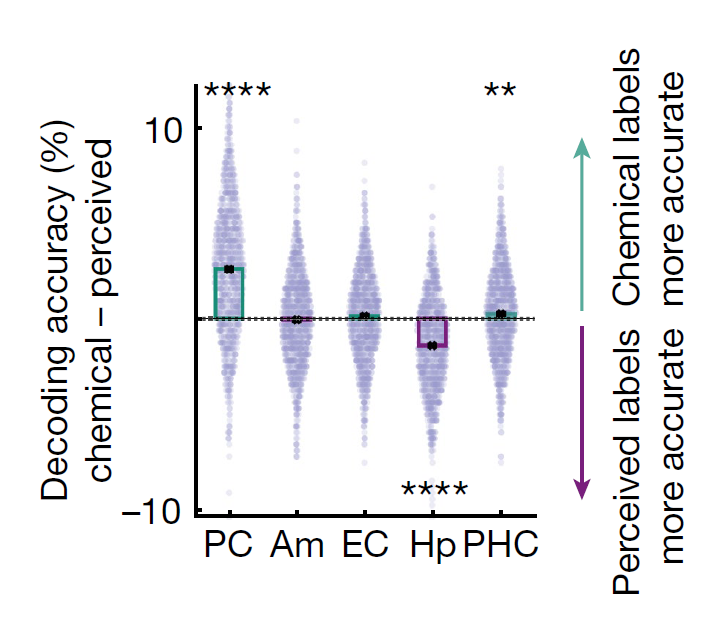 Decoding accuracy (%)
chemical – perceived
10
–10
****
**
****
PC Am EC Hp PHC
Chemical labels
more accurate
Perceived labels
more accurate